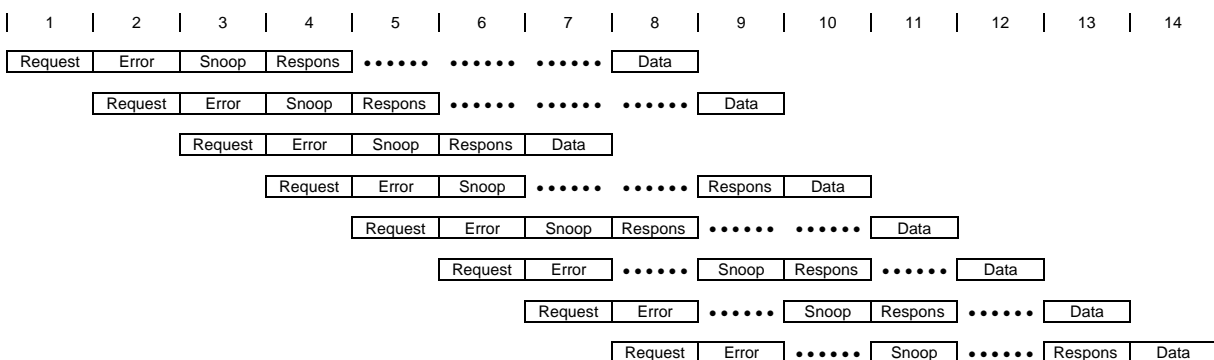 1 2 3 4 5 6 7 8 9 10 11 12 13 14
Request Error Snoop Respons Data
Request Error Snoop Respons Data
Request Error Snoop Respons Data
Request Error Snoop Respons Data
Request Error Snoop Respons Data
Request Error Snoop Respons Data
Request Error Snoop Respons Data
Request Error Snoop Respons Data